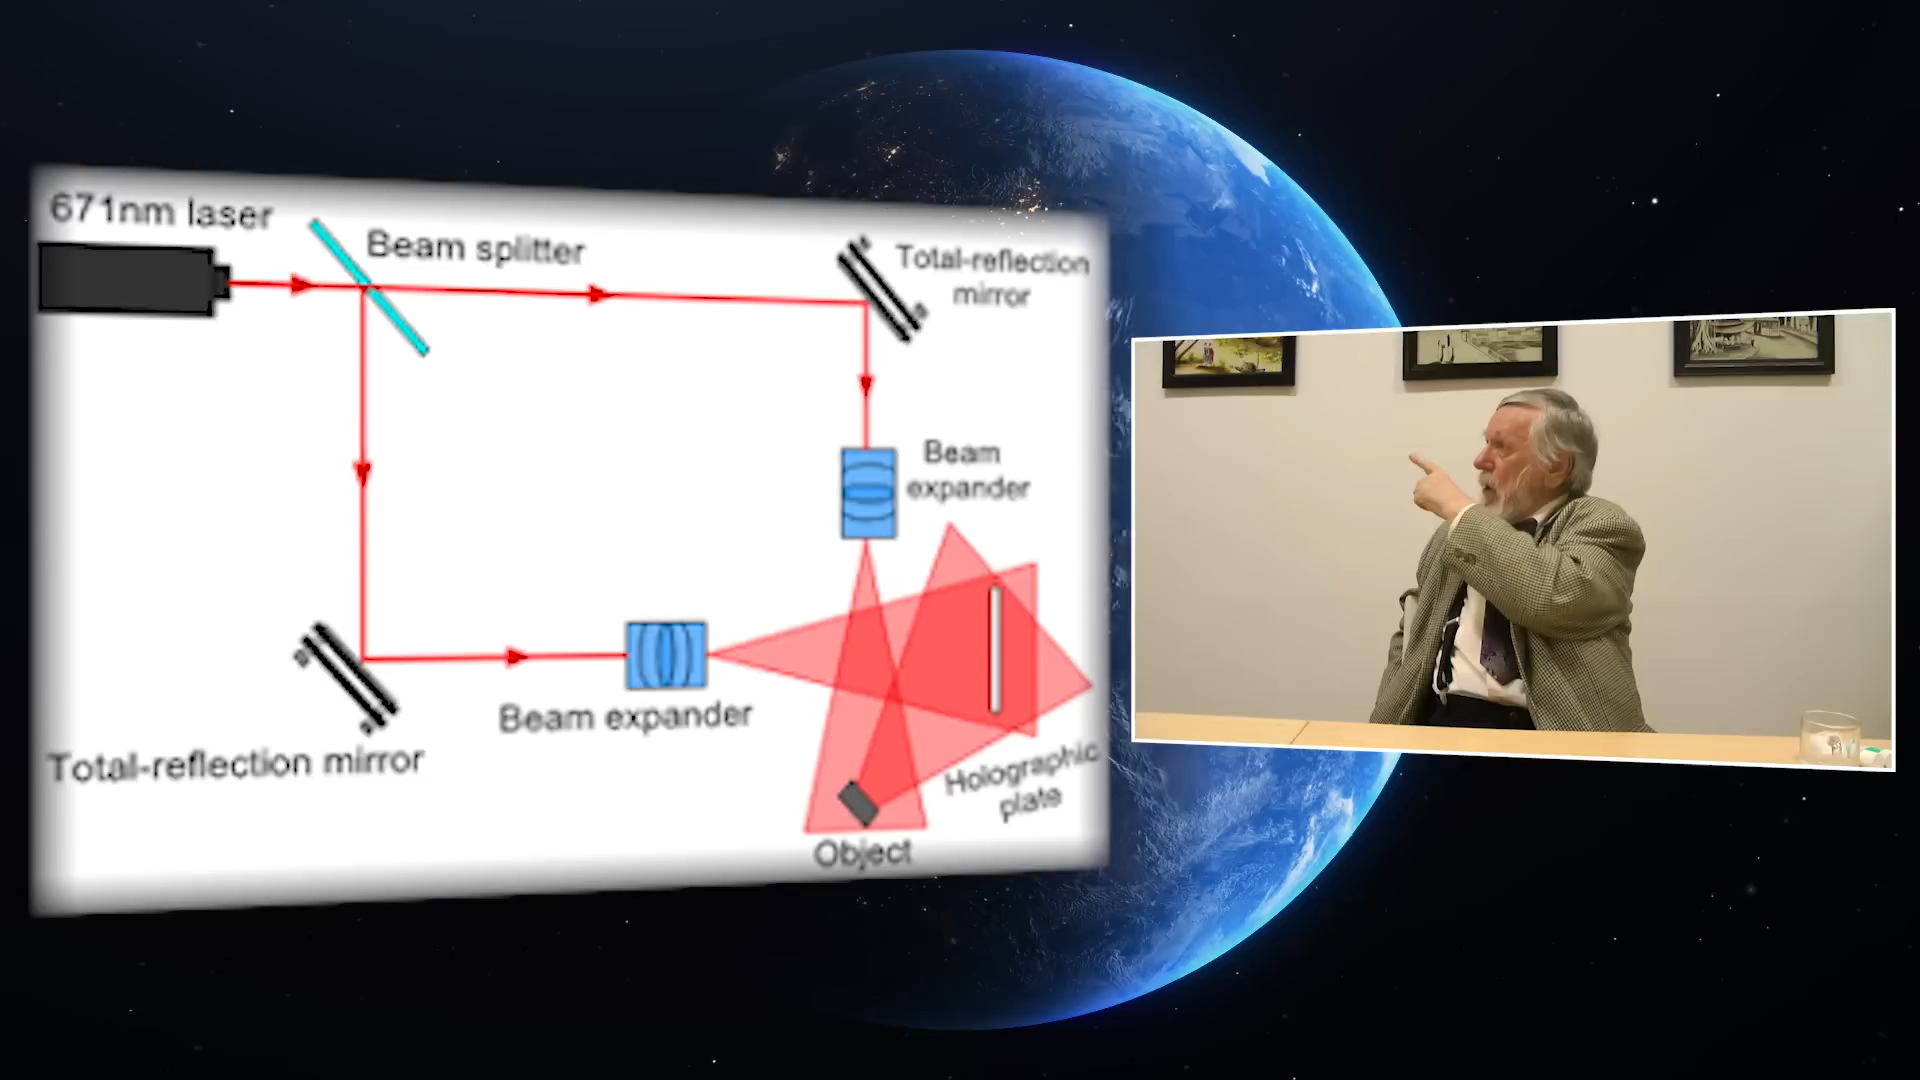 671nm laser
Beam splitter
Total-reflection
mirror
Beam
expander
Beam expander
Total-reflection mirror
Holographic
plate
Object